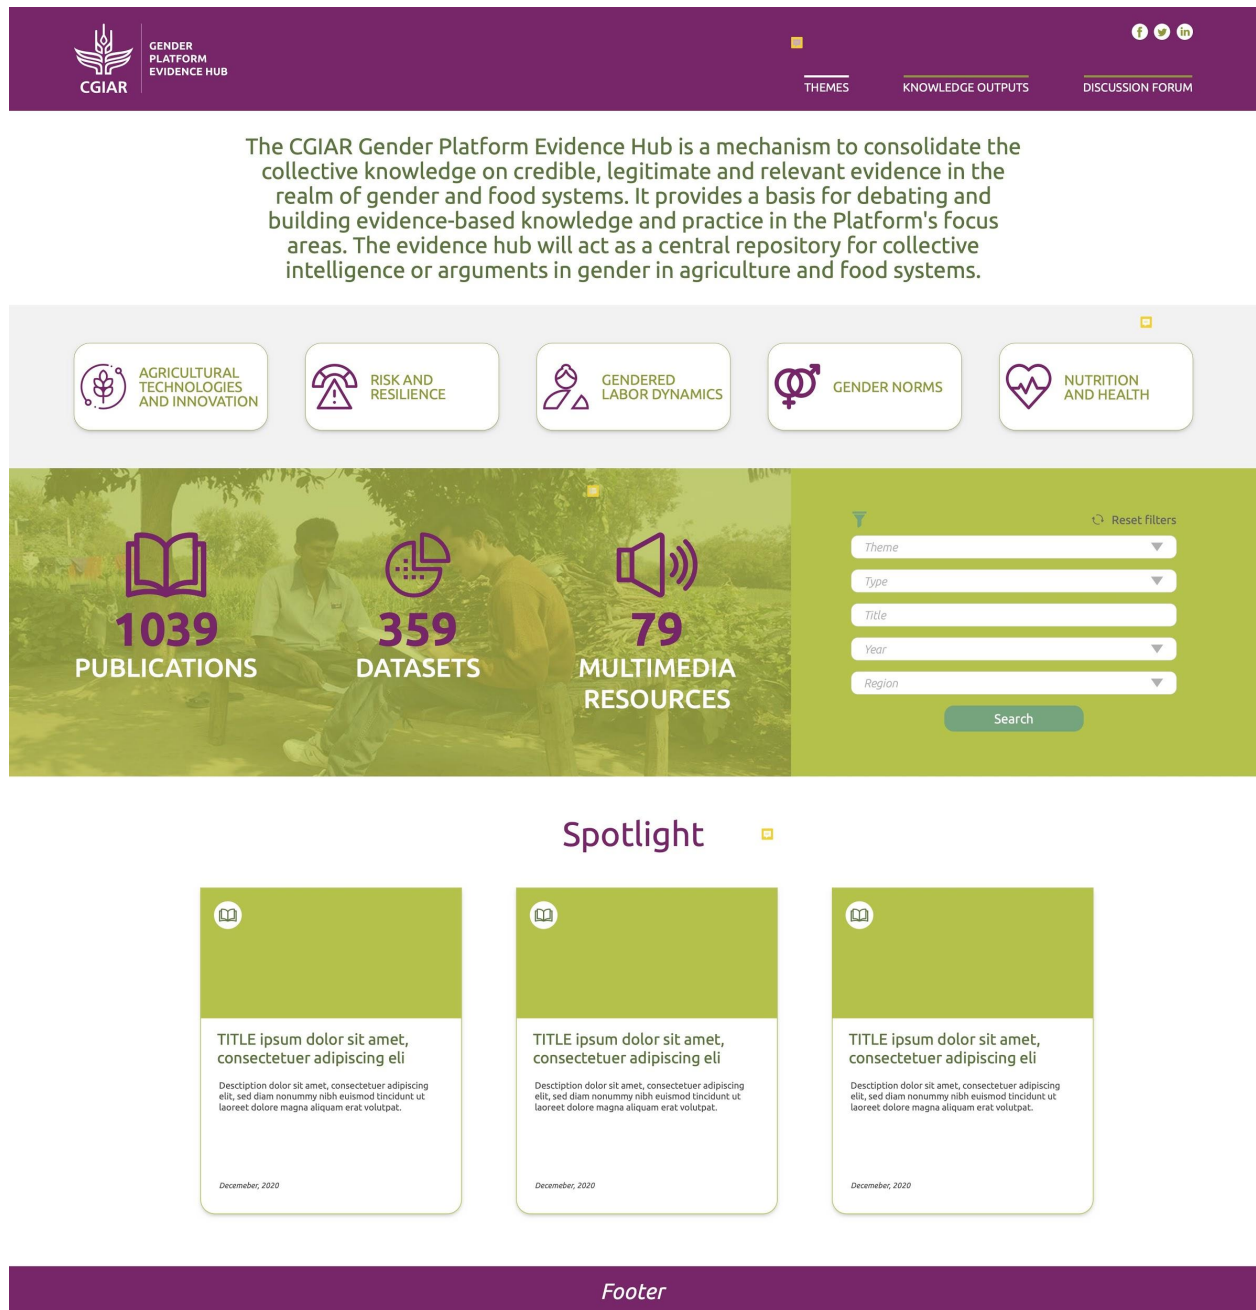 GENDER
PLATFORM
EVIDENCE HUB
CGIAR
THEMES
KNOWLEDGE OUTPUTS
DISCUSSION FORUM
The CGIAR Gender Platform Evidence Hub is a mechanism to consolidate the
collective knowledge on credible, legitimate and relevant evidence in the
realm of gender and food systems. It provides a basis for debating and
building evidence-based knowledge and practice in the Platform's focus
areas. The evidence hub will act as a central repository for collective
intelligence or arguments in gender in agriculture and food systems.
AGRICULTURAL
TECHNOLOGIES
AND INNOVATION
RISK AND
RESILIENCE
GENDERED
LABOR DYNAMICS
GENDER NORMS
NUTRITION
AND HEALTH
1039
PUBLICATIONS
359
DATASETS
79
MULTIMEDIA
RESOURCES
Reset filters
Theme
Type
Title
Year
Region
Search
Spotlight
TITLE ipsum dolor sit amet,
consectetuer adipiscing eli
Desctiption dolor sit amet, consectetuer adipiscing
elit, sed diam nonummy nibh euismod tincidunt ut
laoreet dolore magna aliquam erat volutpat.
Decemeber, 2020
TITLE ipsum dolor sit amet,
consectetuer adipiscing eli
Desctiption dolor sit amet, consectetuer adipiscing
elit, sed diam nonummy nibh euismod tincidunt ut
laoreet dolore magna aliquam erat volutpat.
Decemeber, 2020
TITLE ipsum dolor sit amet,
consectetuer adipiscing eli
Desctiption dolor sit amet, consectetuer adipiscing
elit, sed diam nonummy nibh euismod tincidunt ut
laoreet dolore magna aliquam erat volutpat.
Decemeber, 2020
Footer